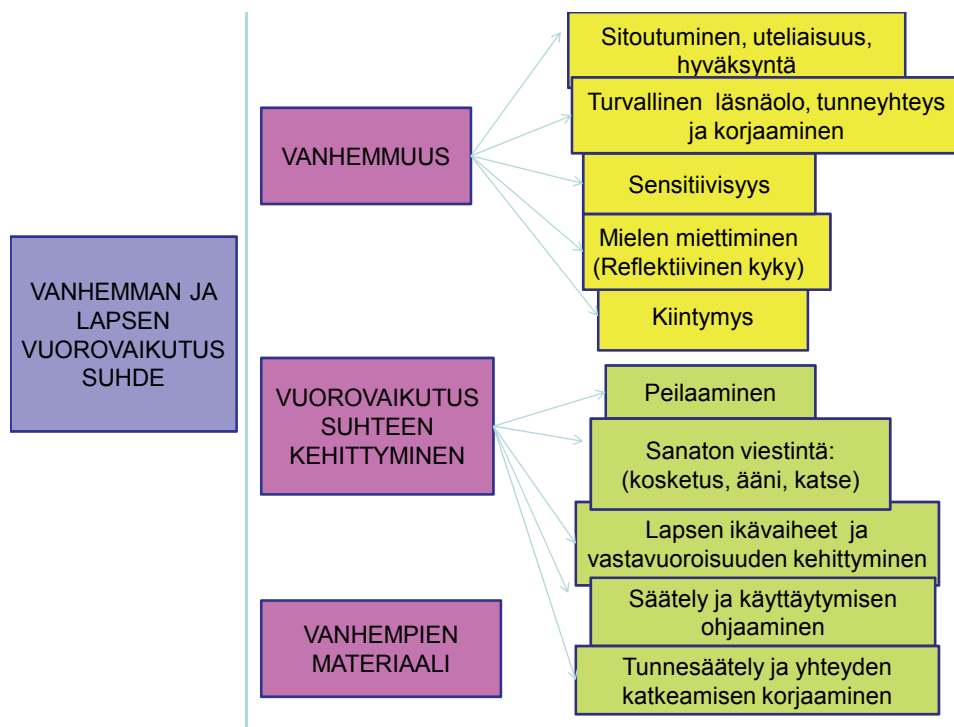 VANHEMMAN JA
LAPSEN
VUOROVAIKUTUS
SUHDE
VANHEMMUUS
Sitoutuminen, uteliaisuus,
hyväksyntä
Turvallinen läsnäolo, tunneyhteys
ja korjaaminen
Sensitiivisyys
Mielen miettiminen
(Reflektiivinen kyky)
Kiintymys
VUOROVAIKUTUS
SUHTEEN
KEHITTYMINEN
Peilaaminen
Sanaton viestintä:
(kosketus, ääni, katse)
Lapsen ikävaiheet ja
vastavuoroisuuden kehittyminen
Säätely ja käyttäytymisen
ohjaaminen
Tunnesäätely ja yhteyden
katkeamisen korjaaminen
VANHEMPIEN
MATERIAALI